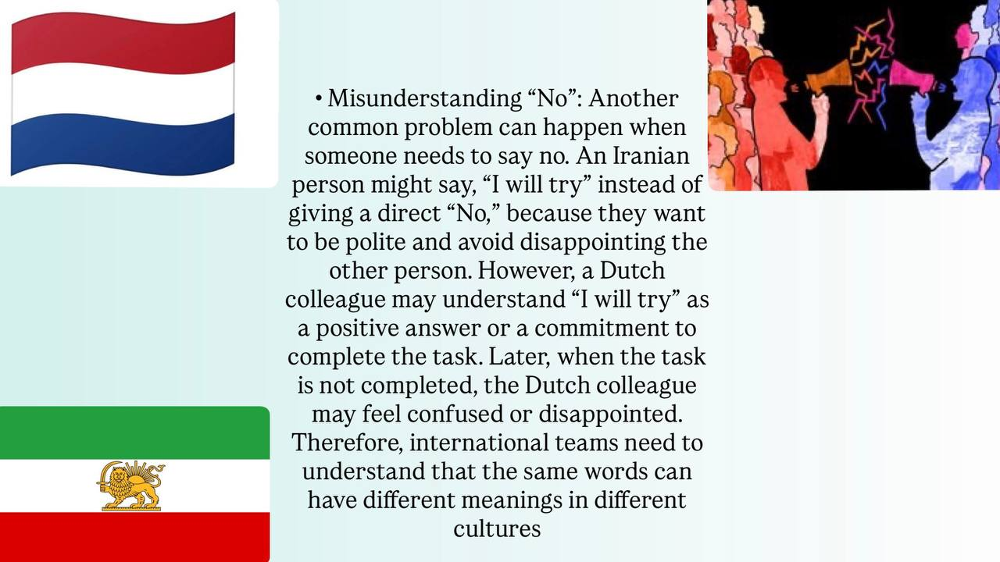 • Misunderstanding “No”: Another
common problem can happen when
someone needs to say no. An Iranian
person might say, “I will try” instead of
giving a direct “No,” because they want
to be polite and avoid disappointing the
other person. However, a Dutch
colleague may understand “I will try” as
a positive answer or a commitment to
complete the task. Later, when the task
is not completed, the Dutch colleague
may feel confused or disappointed.
Therefore, international teams need to
understand that the same words can
have different meanings in different
cultures